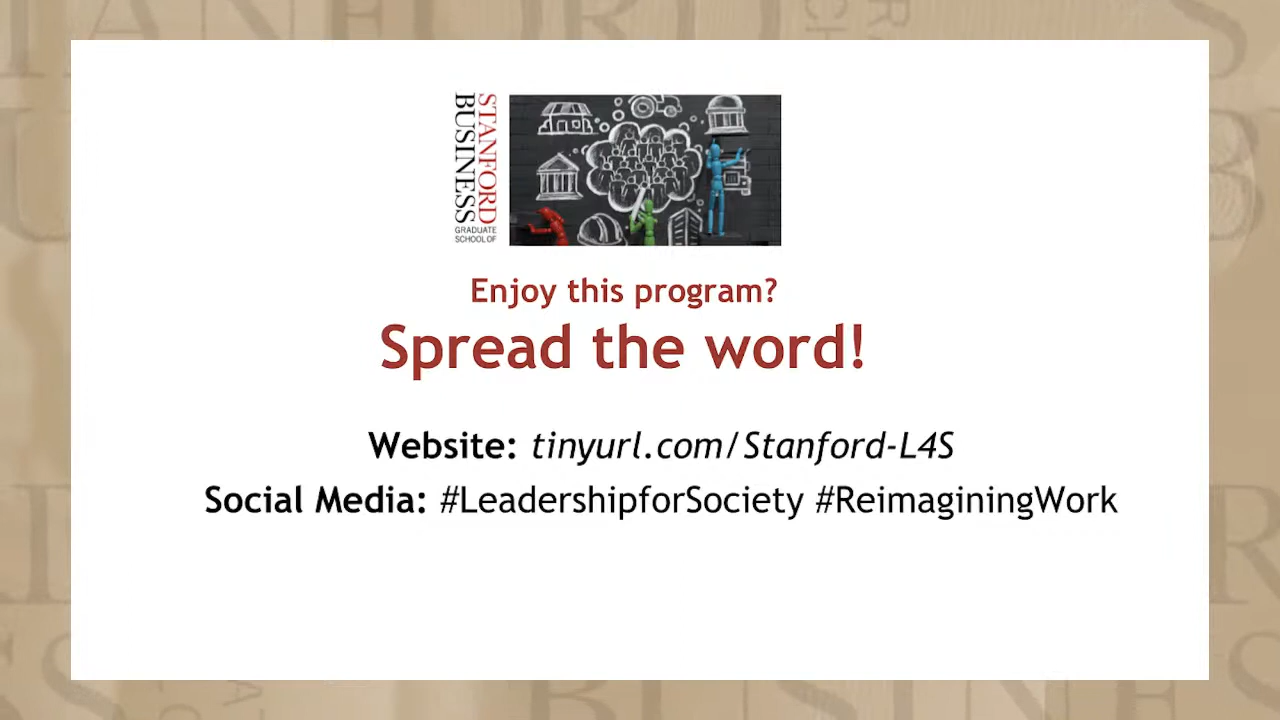 STANFORD
BUSINESS
GRADUATE
SCHOOL OF
Enjoy this program?
Spread the word!
Website: tinyurl.com/Stanford-L4S
Social Media: #LeadershipforSociety #ReimaginingWork